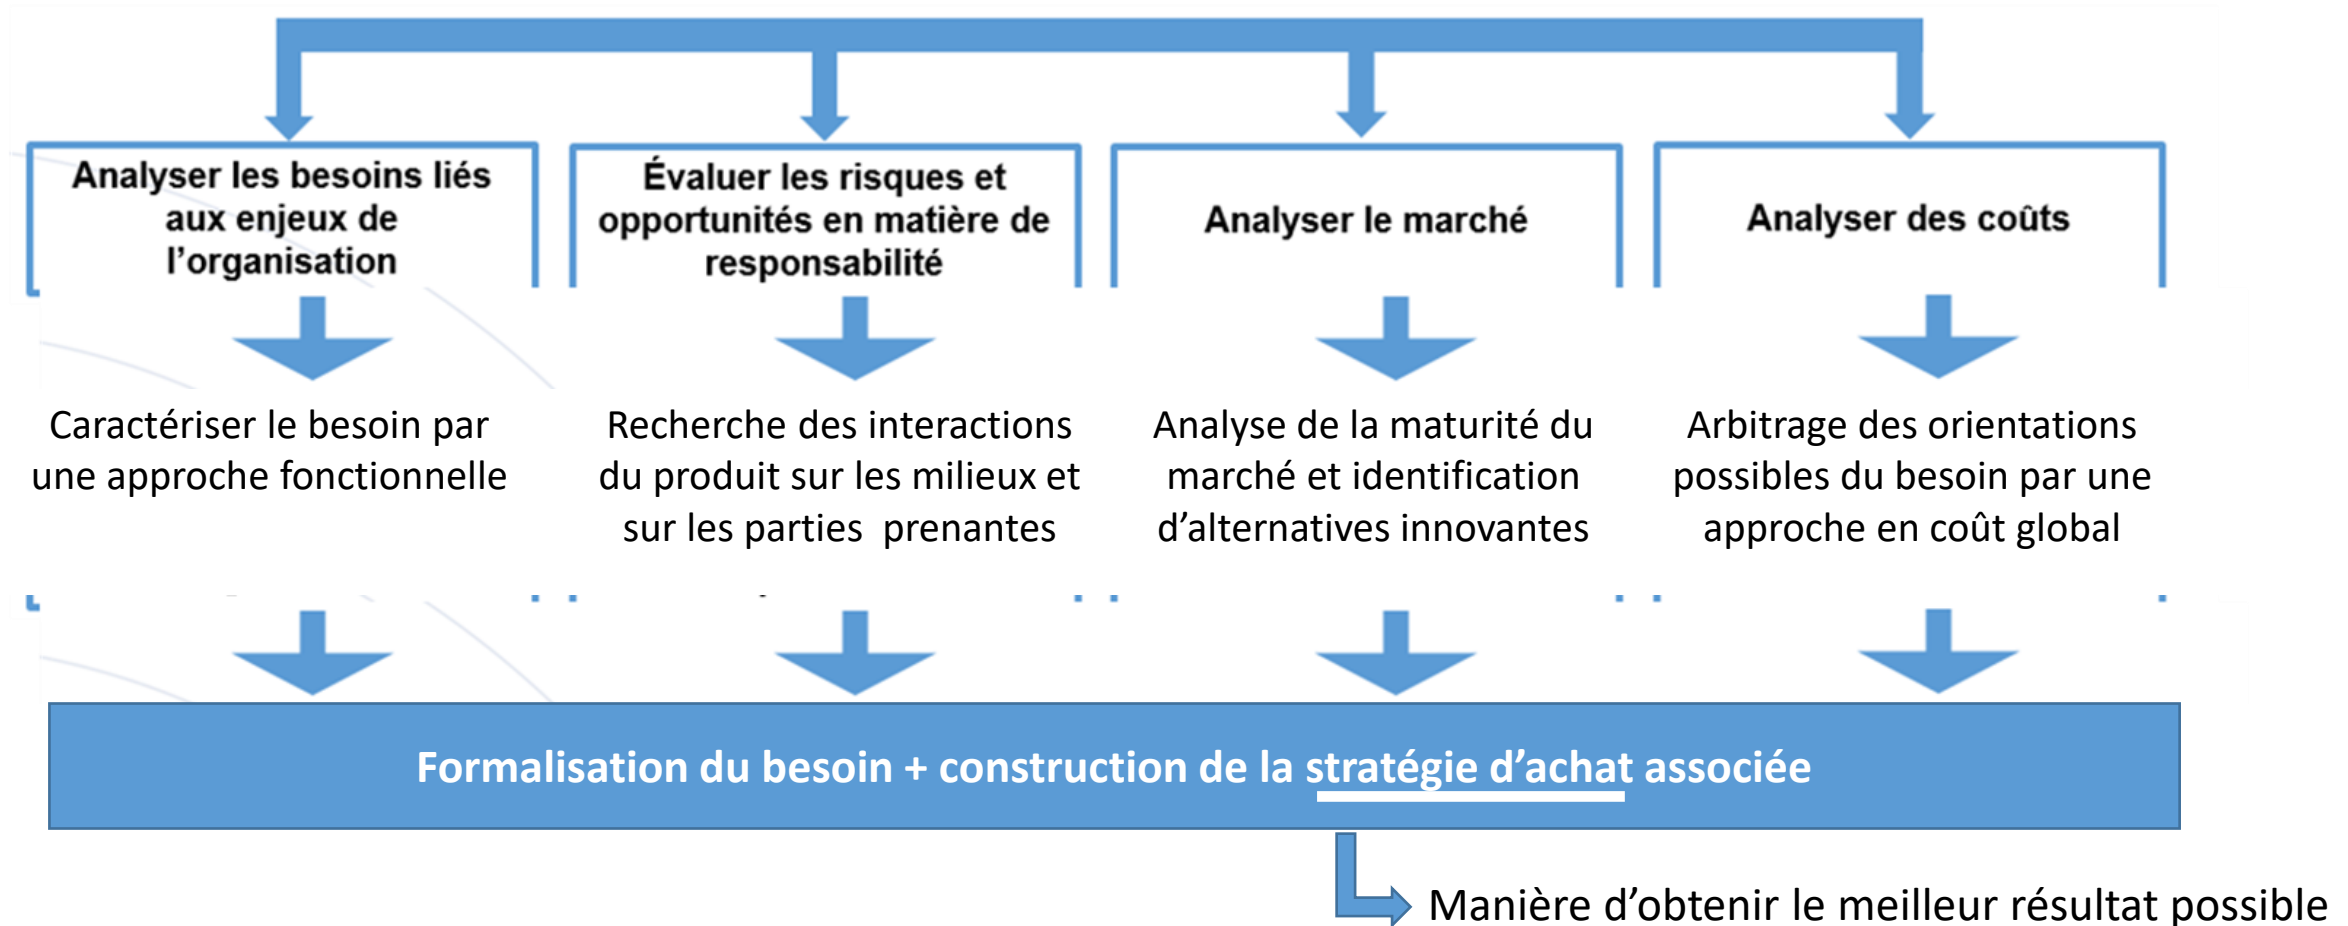 Analyser les besoins liés
aux enjeux de
l'organisation
Évaluer les risques et
opportunités en matière de
responsabilité
Analyser le marché
Analyser des coûts
Caractériser le besoin par
une approche fonctionnelle
Recherche des interactions
du produit sur les milieux et
sur les parties  prenantes
Analyse de la maturité du
marché et identification
d’alternatives innovantes
Arbitrage des orientations
possibles du besoin par une
approche en coût global
Formalisation du besoin + construction de la stratégie d’achat associée
Manière d’obtenir le meilleur résultat possible